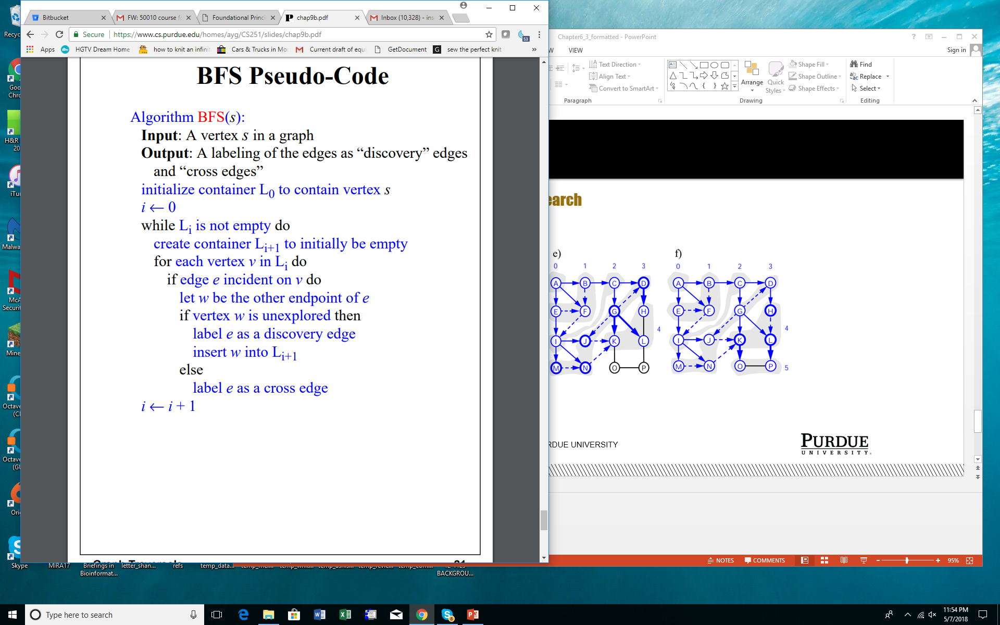 Bitbucket
FW: 50010 course f
Foundational Princi
chap9b.pdf
Inbox (10,328) - ins
Secure
https://www.cs.purdue.edu/homes/ayg/CS251/slides/chap9b.pdf
53
Apps
HGTV Dream Home
how to knit an infinit
Cars & Trucks in Mo
Current draft of equ
GetDocument
sew the perfect knit
»
BFS Pseudo-Code
Algorithm BFS(s):
Input: A vertex s in a graph
Output: A labeling of the edges as “discovery” edges
and “cross edges”
initialize container L0 to contain vertex s
i ← 0
while Li is not empty do
create container Li+1 to initially be empty
for each vertex v in Li do
if edge e incident on v do
let w be the other endpoint of e
if vertex w is unexplored then
label e as a discovery edge
insert w into Li+1
else
label e as a cross edge
i ← i + 1
Chapter6_3_formatted - PowerPoint
?
W VIEW
Sign in
Text Direction
Align Text
Convert to SmartArt
Paragraph
Arrange
Quick
Styles
Shape Fill
Shape Outline
Shape Effects
Drawing
Find
Replace
Select
Editing
earch
e)
0 1 2 3
A B C D
E F G H
4
I J K L
M N O P
f)
0 1 2 3
A B C D
E F G H
4
I J K L
M N O P
5
RDUE UNIVERSITY
PURDUE
UNIVERSITY
NOTES
COMMENTS
95%
Recyc
Goo
Chro
H&R
20
iTu
Malwa
McA
Securit
Mine
Octave
(Cl
Octave
(GU
Ori
Skype
MIRA17
Briefings in
Bioinformat...
letter_shan...
refs
temp_data...
BACKGROU...
Type here to search
11:54 PM
5/7/2018